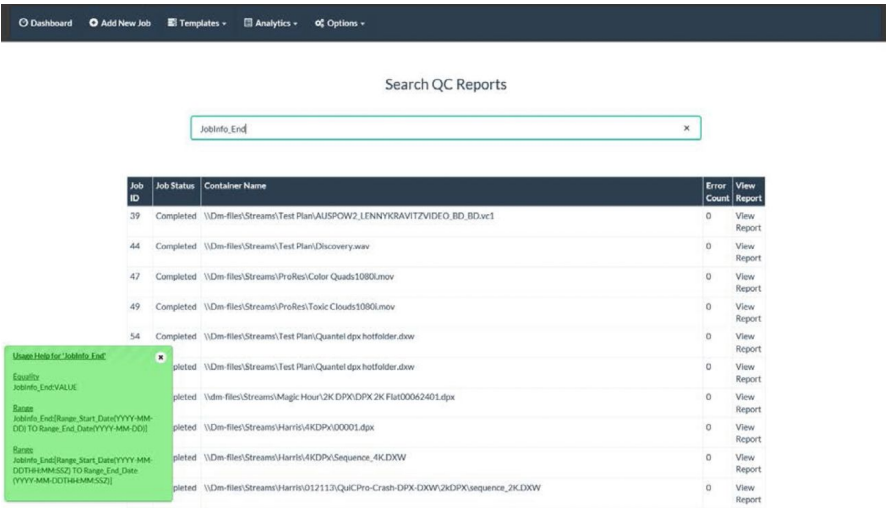 Dashboard Add New Job Templates Analytics Options
Search QC Reports
JobInfo_End
Job ID Job Status Container Name Error Count View Report
39 Completed \\Dm-files\Streams\Test Plan\AUSPOW2_LENNYKRAVITZVIDEO_BD_BD.vc1 0 View Report
44 Completed \\Dm-files\Streams\Test Plan\Discovery.wav 0 View Report
47 Completed \\Dm-files\Streams\ProRes\Color Quads1080i.mov 0 View Report
49 Completed \\Dm-files\Streams\ProRes\Toxic Clouds1080i.mov 0 View Report
54 Completed \\Dm-files\Streams\Test Plan\Quantel dpx hotfolder.dxw 0 View Report
pleted \\Dm-files\Streams\Test Plan\Quantel dpx hotfolder.dxw 0 View Report
pleted \\dm-files\Streams\Magic Hour\2K DPX\DPX 2K Flat00062401.dpx 0 View Report
pleted \\Dm-files\Streams\Harris\4KDPx\00001.dpx 0 View Report
pleted \\Dm-files\Streams\Harris\4KDPx\Sequence_4K.DXW 0 View Report
pleted \\Dm-files\Streams\Harris\012113\QuiCPro-Crash-DPX-DXW\2kDPX\sequence_2K.DXW 0 View Report
Usage Help for 'JobInfo_End'
Equality
JobInfo_End:VALUE
Range
JobInfo_End:[Range_Start_Date(YYYY-MM-
DD) TO Range_End_Date(YYYY-MM-DD)]
Range
JobInfo_End:[Range_Start_Date(YYYY-MM-
DDTHH:MM:SSZ) TO Range_End_Date
(YYYY-MM-DDTHH:MM:SSZ)]